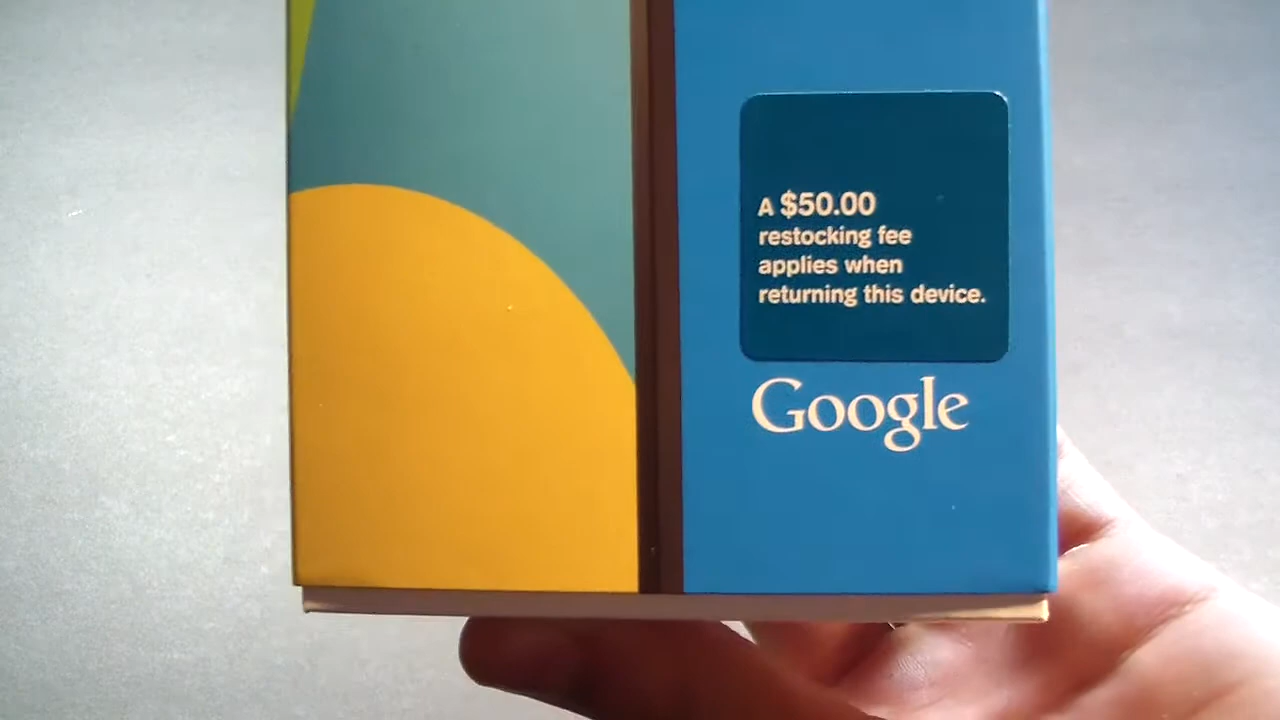 A $50.00
restocking fee
applies when
returning this device.
Google